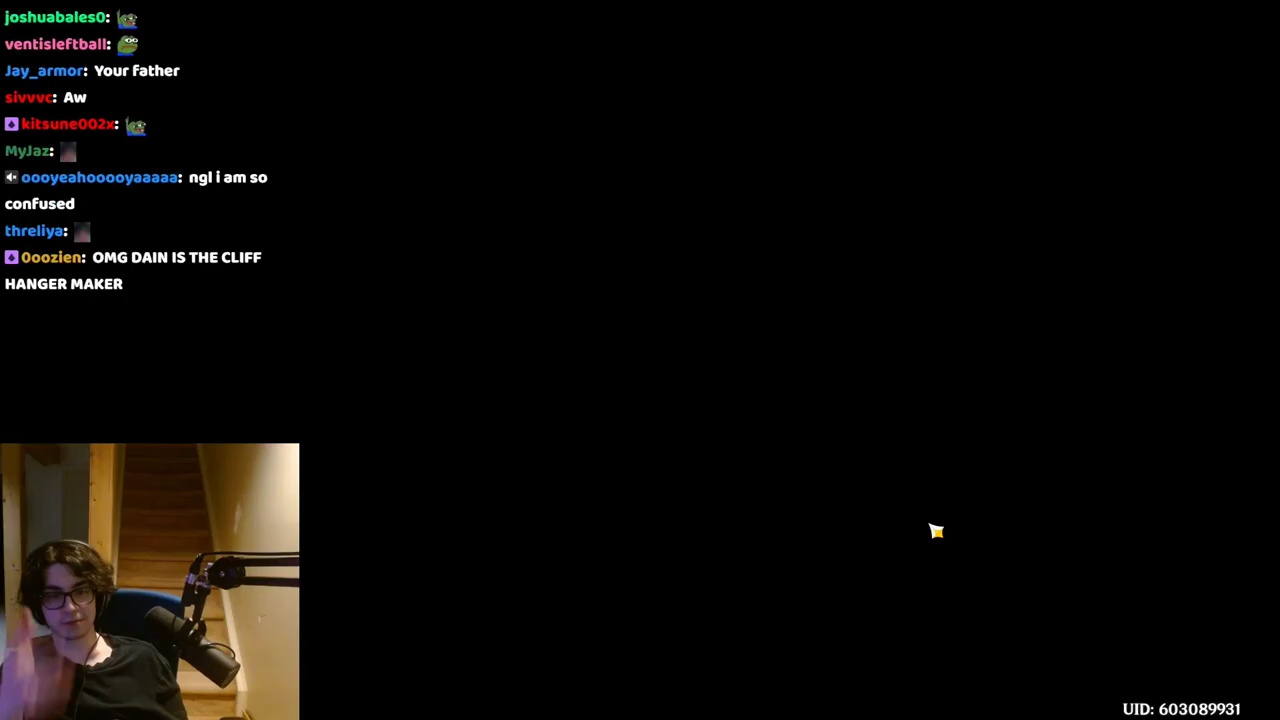 joshuabales0:
ventisleftball:
Jay_armor: Your father
sivvvc: Aw
kitsune002x:
MyJaz:
oooyeahooooyaaaaa: ngl i am so
confused
threliya:
0oozien: OMG DAIN IS THE CLIFF
HANGER MAKER
UID: 603089931